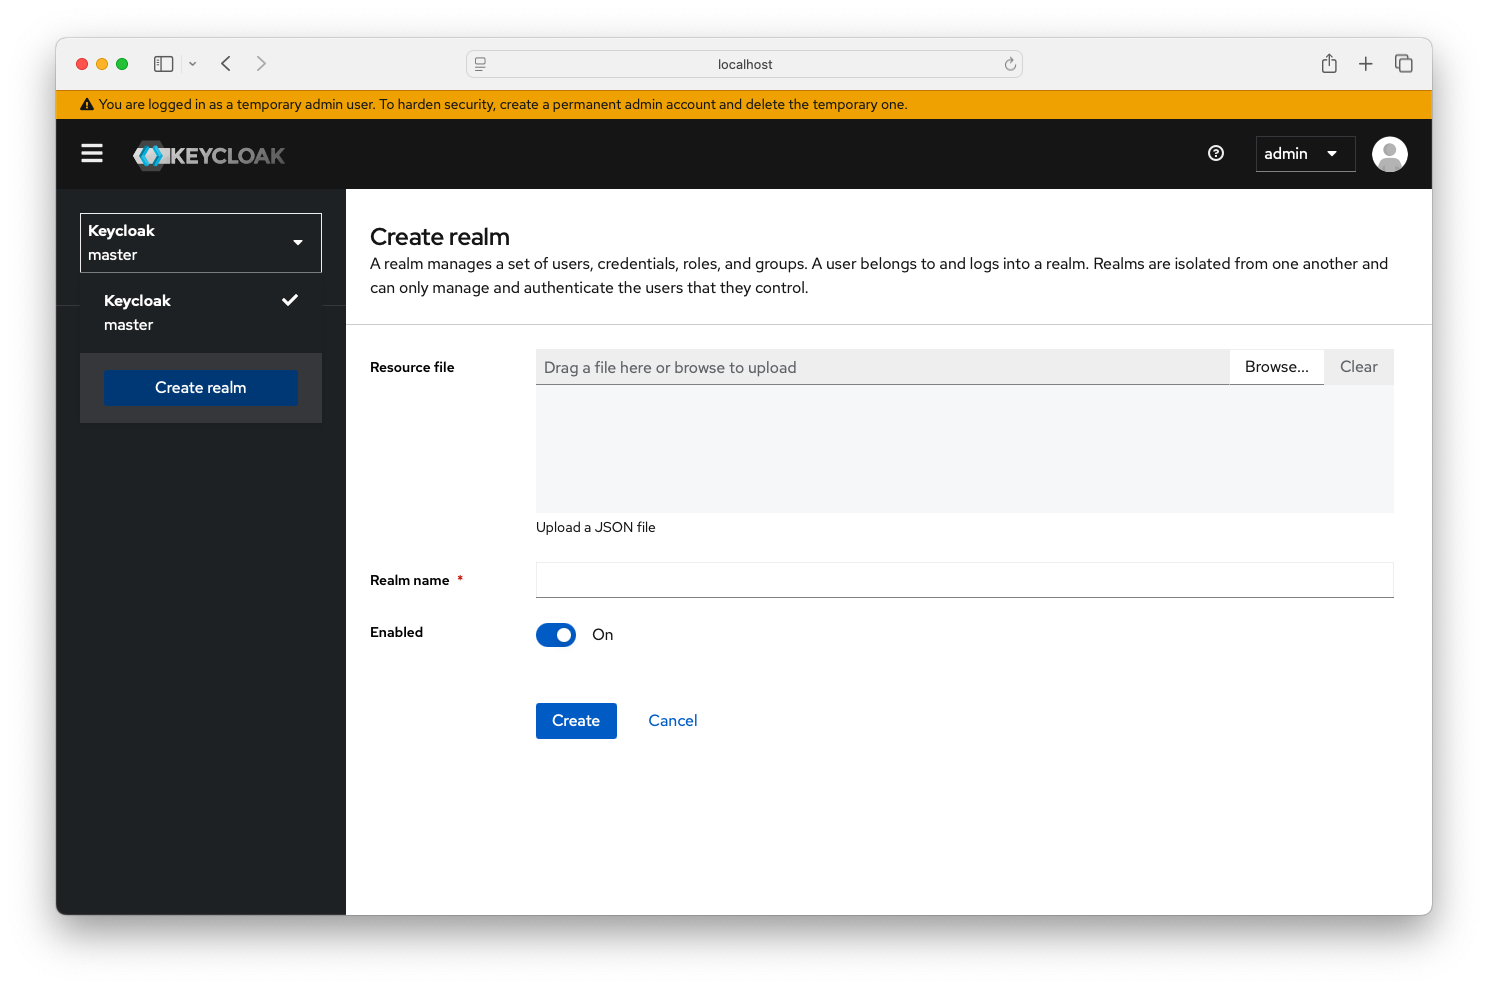 localhost
You are logged in as a temporary admin user. To harden security, create a permanent admin account and delete the temporary one.
KEYCLOAK
admin
Keycloak
master
Keycloak
master
Create realm
Create realm
A realm manages a set of users, credentials, roles, and groups. A user belongs to and logs into a realm. Realms are isolated from one another and
can only manage and authenticate the users that they control.
Resource file
Drag a file here or browse to upload
Browse...
Clear
Upload a JSON file
Realm name *
Enabled
On
Create
Cancel